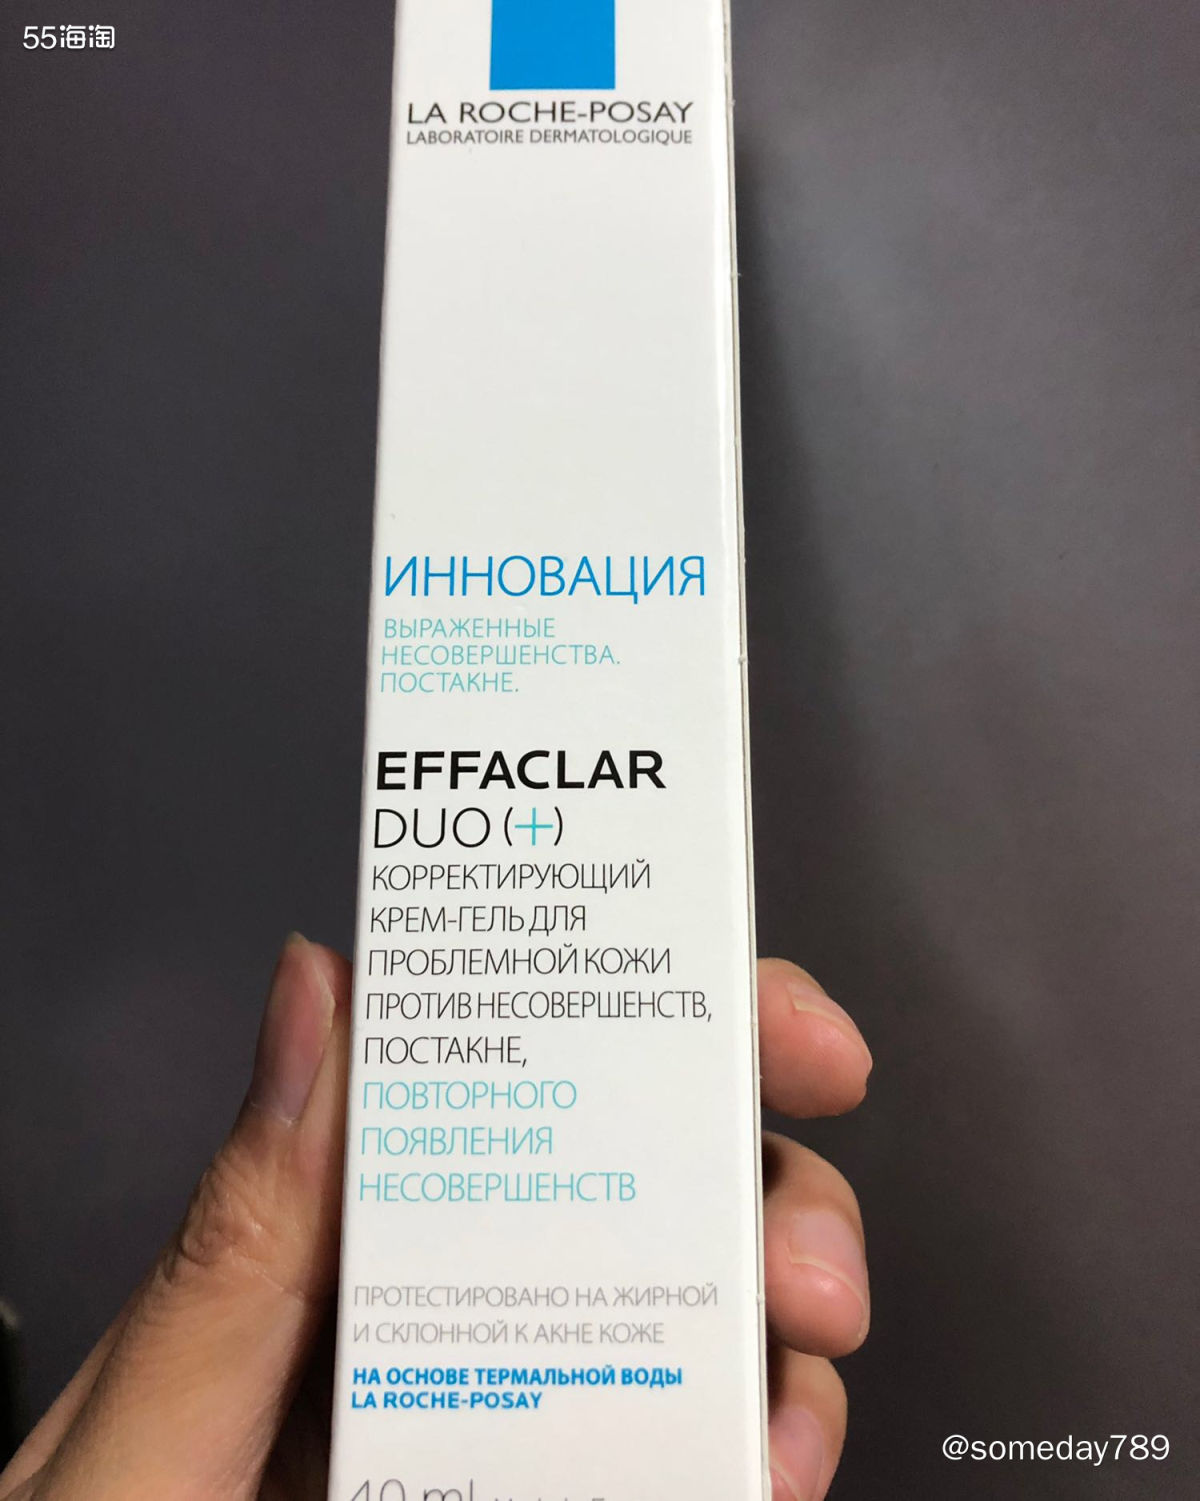 55海淘
LA ROCHE-POSAY
LABORATOIRE DERMATOLOGIQUE
ИННОВАЦИЯ
ВЫРАЖЕННЫЕ
НЕСОВЕРШЕНСТВА.
ПОСТАКНЕ.
EFFACLAR
DUO (+)
КОРРЕКТИРУЮЩИЙ
КРЕМ-ГЕЛЬ ДЛЯ
ПРОБЛЕМНОЙ КОЖИ
ПРОТИВ НЕСОВЕРШЕНСТВ,
ПОСТАКНЕ,
ПОВТОРНОГО
ПОЯВЛЕНИЯ
НЕСОВЕРШЕНСТВ
ПРОТЕСТИРОВАНО НА ЖИРНОЙ
И СКЛОННОЙ К АКНЕ КОЖЕ
НА ОСНОВЕ ТЕРМАЛЬНОЙ ВОДЫ
LA ROCHE-POSAY
40 ml
@someday789